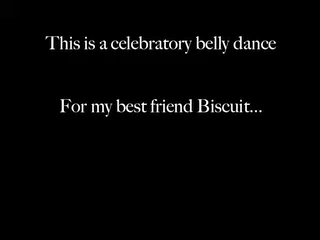 This is a celebratory belly dance
For my best friend Biscuit...